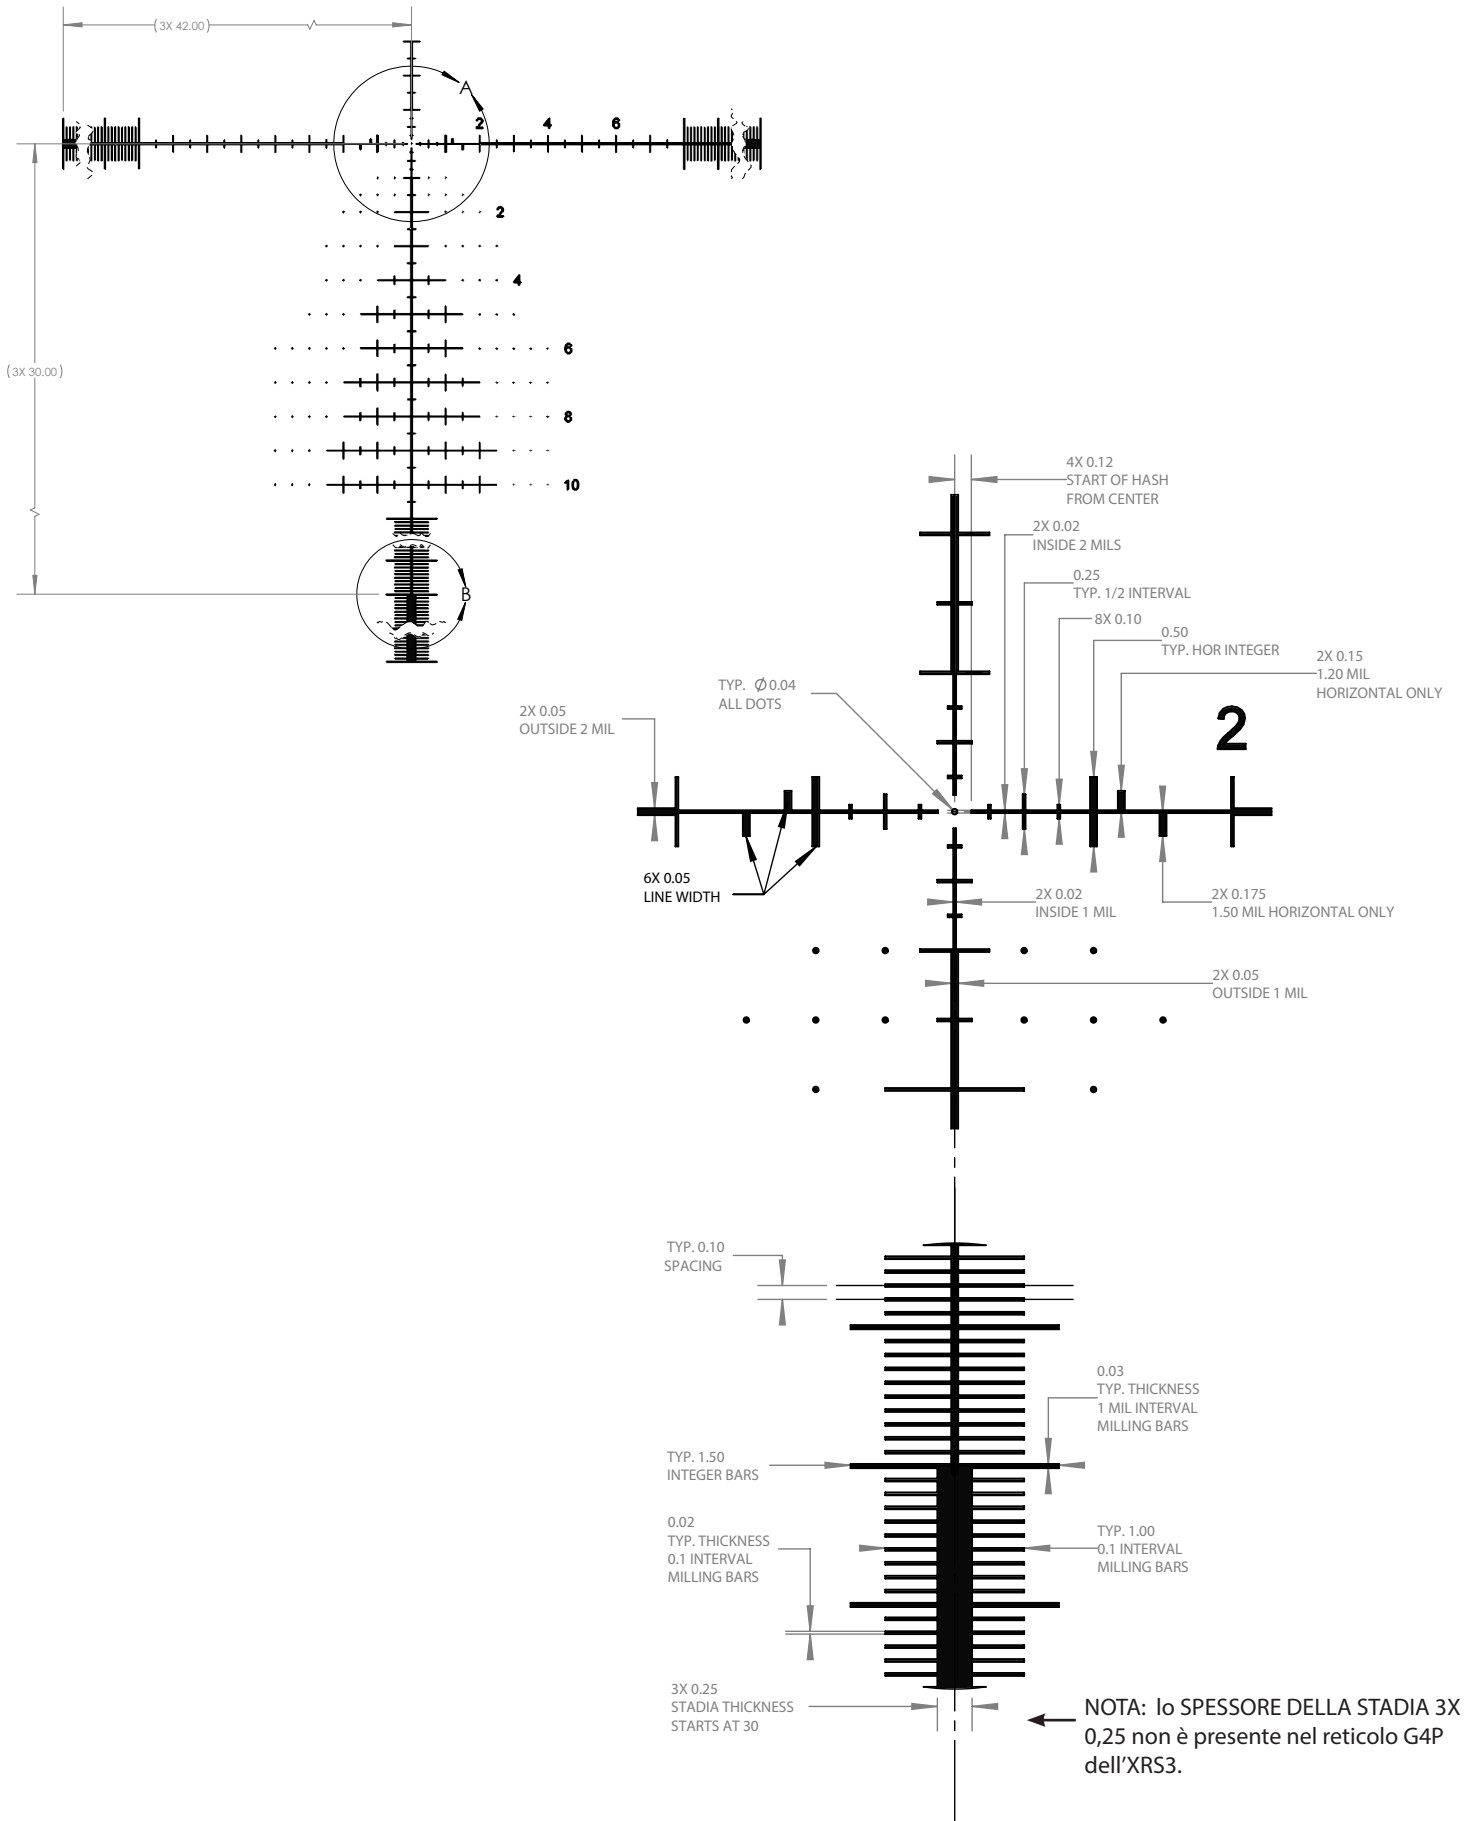 (3X 42.00)
A
2
4
6
2
4
(3X 30.00)
6
8
10
B
4X 0.12
START OF HASH
FROM CENTER
2X 0.02
INSIDE 2 MILS
0.25
TYP. 1/2 INTERVAL
8X 0.10
0.50
TYP. HOR INTEGER
2X 0.15
1.20 MIL
HORIZONTAL ONLY
TYP. Ø 0.04
ALL DOTS
2X 0.05
OUTSIDE 2 MIL
2
6X 0.05
LINE WIDTH
2X 0.02
INSIDE 1 MIL
2X 0.175
1.50 MIL HORIZONTAL ONLY
2X 0.05
OUTSIDE 1 MIL
TYP. 0.10
SPACING
0.03
TYP. THICKNESS
1 MIL INTERVAL
MILLING BARS
TYP. 1.50
INTEGER BARS
0.02
TYP. THICKNESS
0.1 INTERVAL
MILLING BARS
TYP. 1.00
0.1 INTERVAL
MILLING BARS
3X 0.25
STADIA THICKNESS
STARTS AT 30
NOTA: lo SPESSORE DELLA STADIA 3X
0,25 non è presente nel reticolo G4P
dell’XRS3.